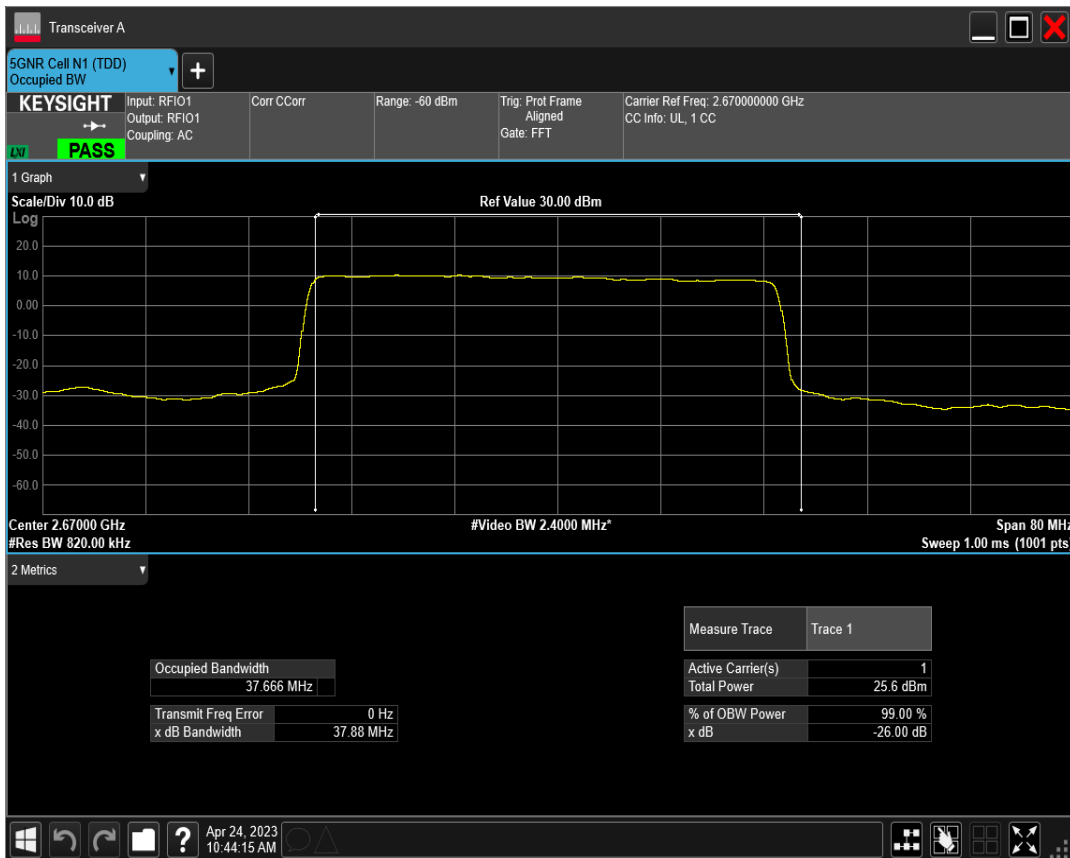 Transceiver A
5GNR Cell N1 (TDD)
Occupied BW
+
KEYSIGHT
LXI
PASS
Input: RFIO1
Output: RFIO1
Coupling: AC
Corr CCorr
Range: -60 dBm
Trig: Prot Frame
Aligned
Gate: FFT
Carrier Ref Freq: 2.670000000 GHz
CC Info: UL, 1 CC
1 Graph
Scale/Div 10.0 dB
Ref Value 30.00 dBm
Log
20.0
10.0
0.00
-10.0
-20.0
-30.0
-40.0
-50.0
-60.0
Center 2.67000 GHz
#Video BW 2.4000 MHz*
Span 80 MHz
#Res BW 820.00 kHz
Sweep 1.00 ms (1001 pts)
2 Metrics
Measure Trace Trace 1
Occupied Bandwidth
37.666 MHz
Active Carrier(s) 1
Total Power 25.6 dBm
Transmit Freq Error 0 Hz
x dB Bandwidth 37.88 MHz
% of OBW Power 99.00 %
x dB -26.00 dB
?
Apr 24, 2023
10:44:15 AM